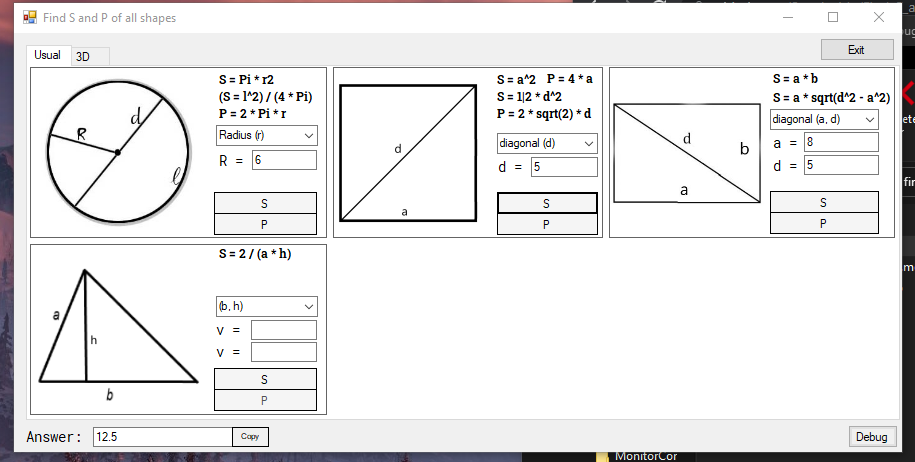 Find S and P of all shapes
Usual
3D
Exit
R
d
l
S = Pi * r2
(S = l^2) / (4 * Pi)
P = 2 * Pi * r
Radius (r)
R = 6
S
P
d
a
S = a^2 P = 4 * a
S = 1|2 * d^2
P = 2 * sqrt(2) * d
diagonal (d)
d = 5
S
P
d
b
a
S = a * b
S = a * sqrt(d^2 - a^2)
diagonal (a, d)
a = 8
d = 5
S
P
a
h
b
S = 2 / (a * h)
(b, h)
v =
v =
S
P
Answer: 12.5
Copy
Debug
MonitorCor